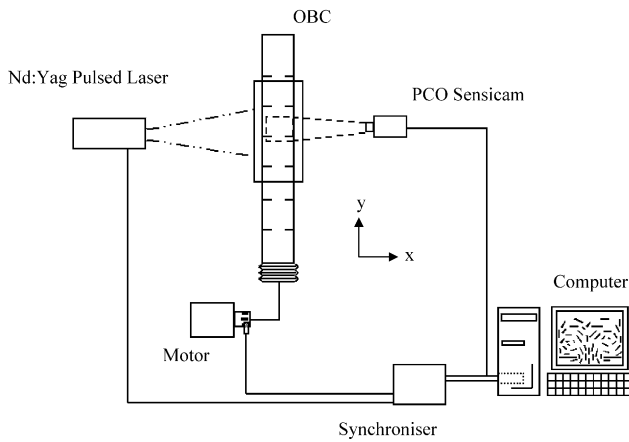 OBC
Nd:Yag Pulsed Laser
PCO Sensicam
y
x
Computer
Motor
Synchroniser